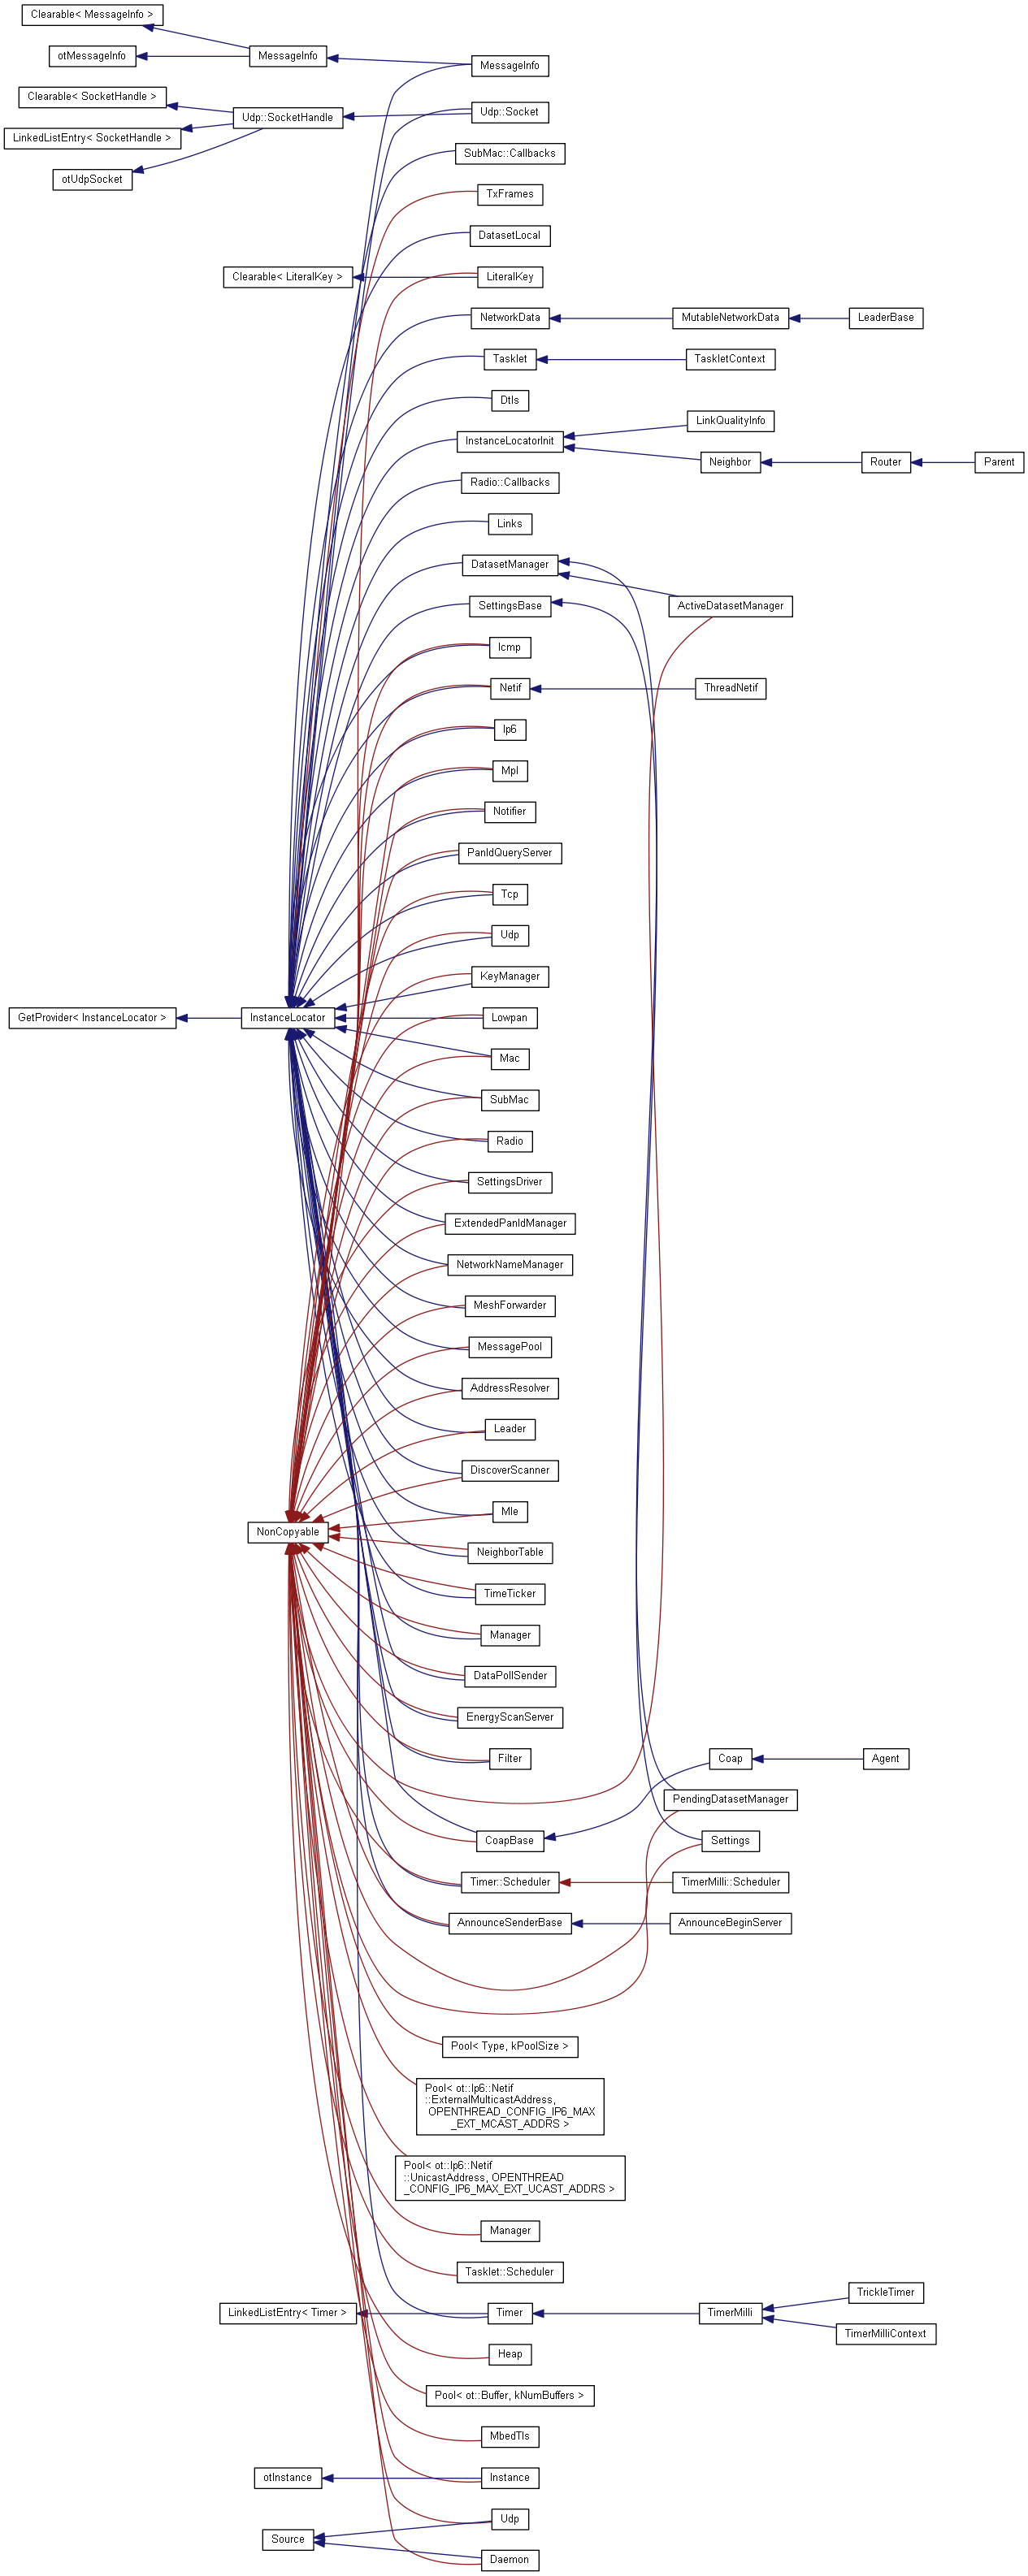 Clearable< MessageInfo >
otMessageInfo
MessageInfo
MessageInfo
Clearable< SocketHandle >
LinkedListEntry< SocketHandle >
otUdpSocket
Udp::SocketHandle
Udp::Socket
SubMac::Callbacks
TxFrames
DatasetLocal
Clearable< LiteralKey >
LiteralKey
NetworkData
MutableNetworkData
LeaderBase
Tasklet
TaskletContext
Dtls
InstanceLocatorInit
LinkQualityInfo
Neighbor
Router
Parent
Radio::Callbacks
Links
DatasetManager
ActiveDatasetManager
SettingsBase
Icmp
Netif
ThreadNetif
Ip6
Mpl
Notifier
PanIdQueryServer
Tcp
Udp
KeyManager
GetProvider< InstanceLocator >
InstanceLocator
Lowpan
Mac
SubMac
Radio
SettingsDriver
ExtendedPanIdManager
NetworkNameManager
MeshForwarder
MessagePool
AddressResolver
Leader
DiscoverScanner
Mle
NonCopyable
NeighborTable
TimeTicker
Manager
DataPollSender
EnergyScanServer
Filter
Coap
Agent
PendingDatasetManager
CoapBase
Settings
Timer::Scheduler
TimerMilli::Scheduler
AnnounceSenderBase
AnnounceBeginServer
Pool< Type, kPoolSize >
Pool< ot::Ip6::Netif
::ExternalMulticastAddress,
OPENTHREAD_CONFIG_IP6_MAX
_EXT_MCAST_ADDRS >
Pool< ot::Ip6::Netif
::UnicastAddress, OPENTHREAD
_CONFIG_IP6_MAX_EXT_UCAST_ADDRS >
Manager
Tasklet::Scheduler
LinkedListEntry< Timer >
Timer
TimerMilli
TrickleTimer
TimerMilliContext
Heap
Pool< ot::Buffer, kNumBuffers >
MbedTls
otInstance
Instance
Source
Udp
Daemon